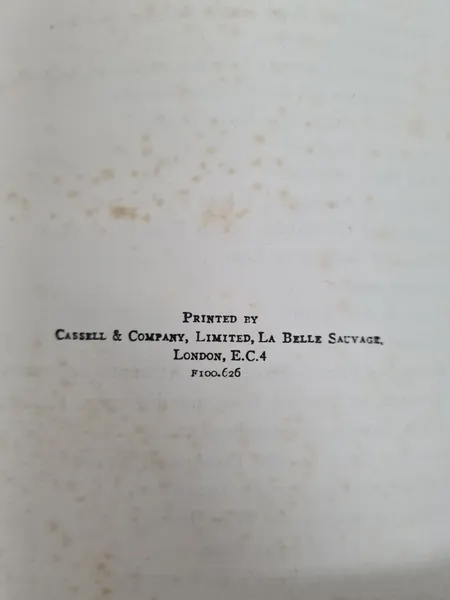 PRINTED BY
CASSELL & COMPANY, LIMITED, LA BELLE SAUVAGE,
LONDON, E.C.4
F100.626